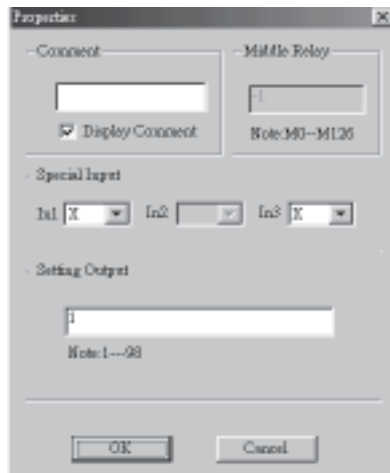 Properties
Comment
Display Comment
Middle Relay
-1
Note:M0--M126
Special Input
In1 X In2 In3 X
Setting Output
1
Note:1---98
OK Cancel